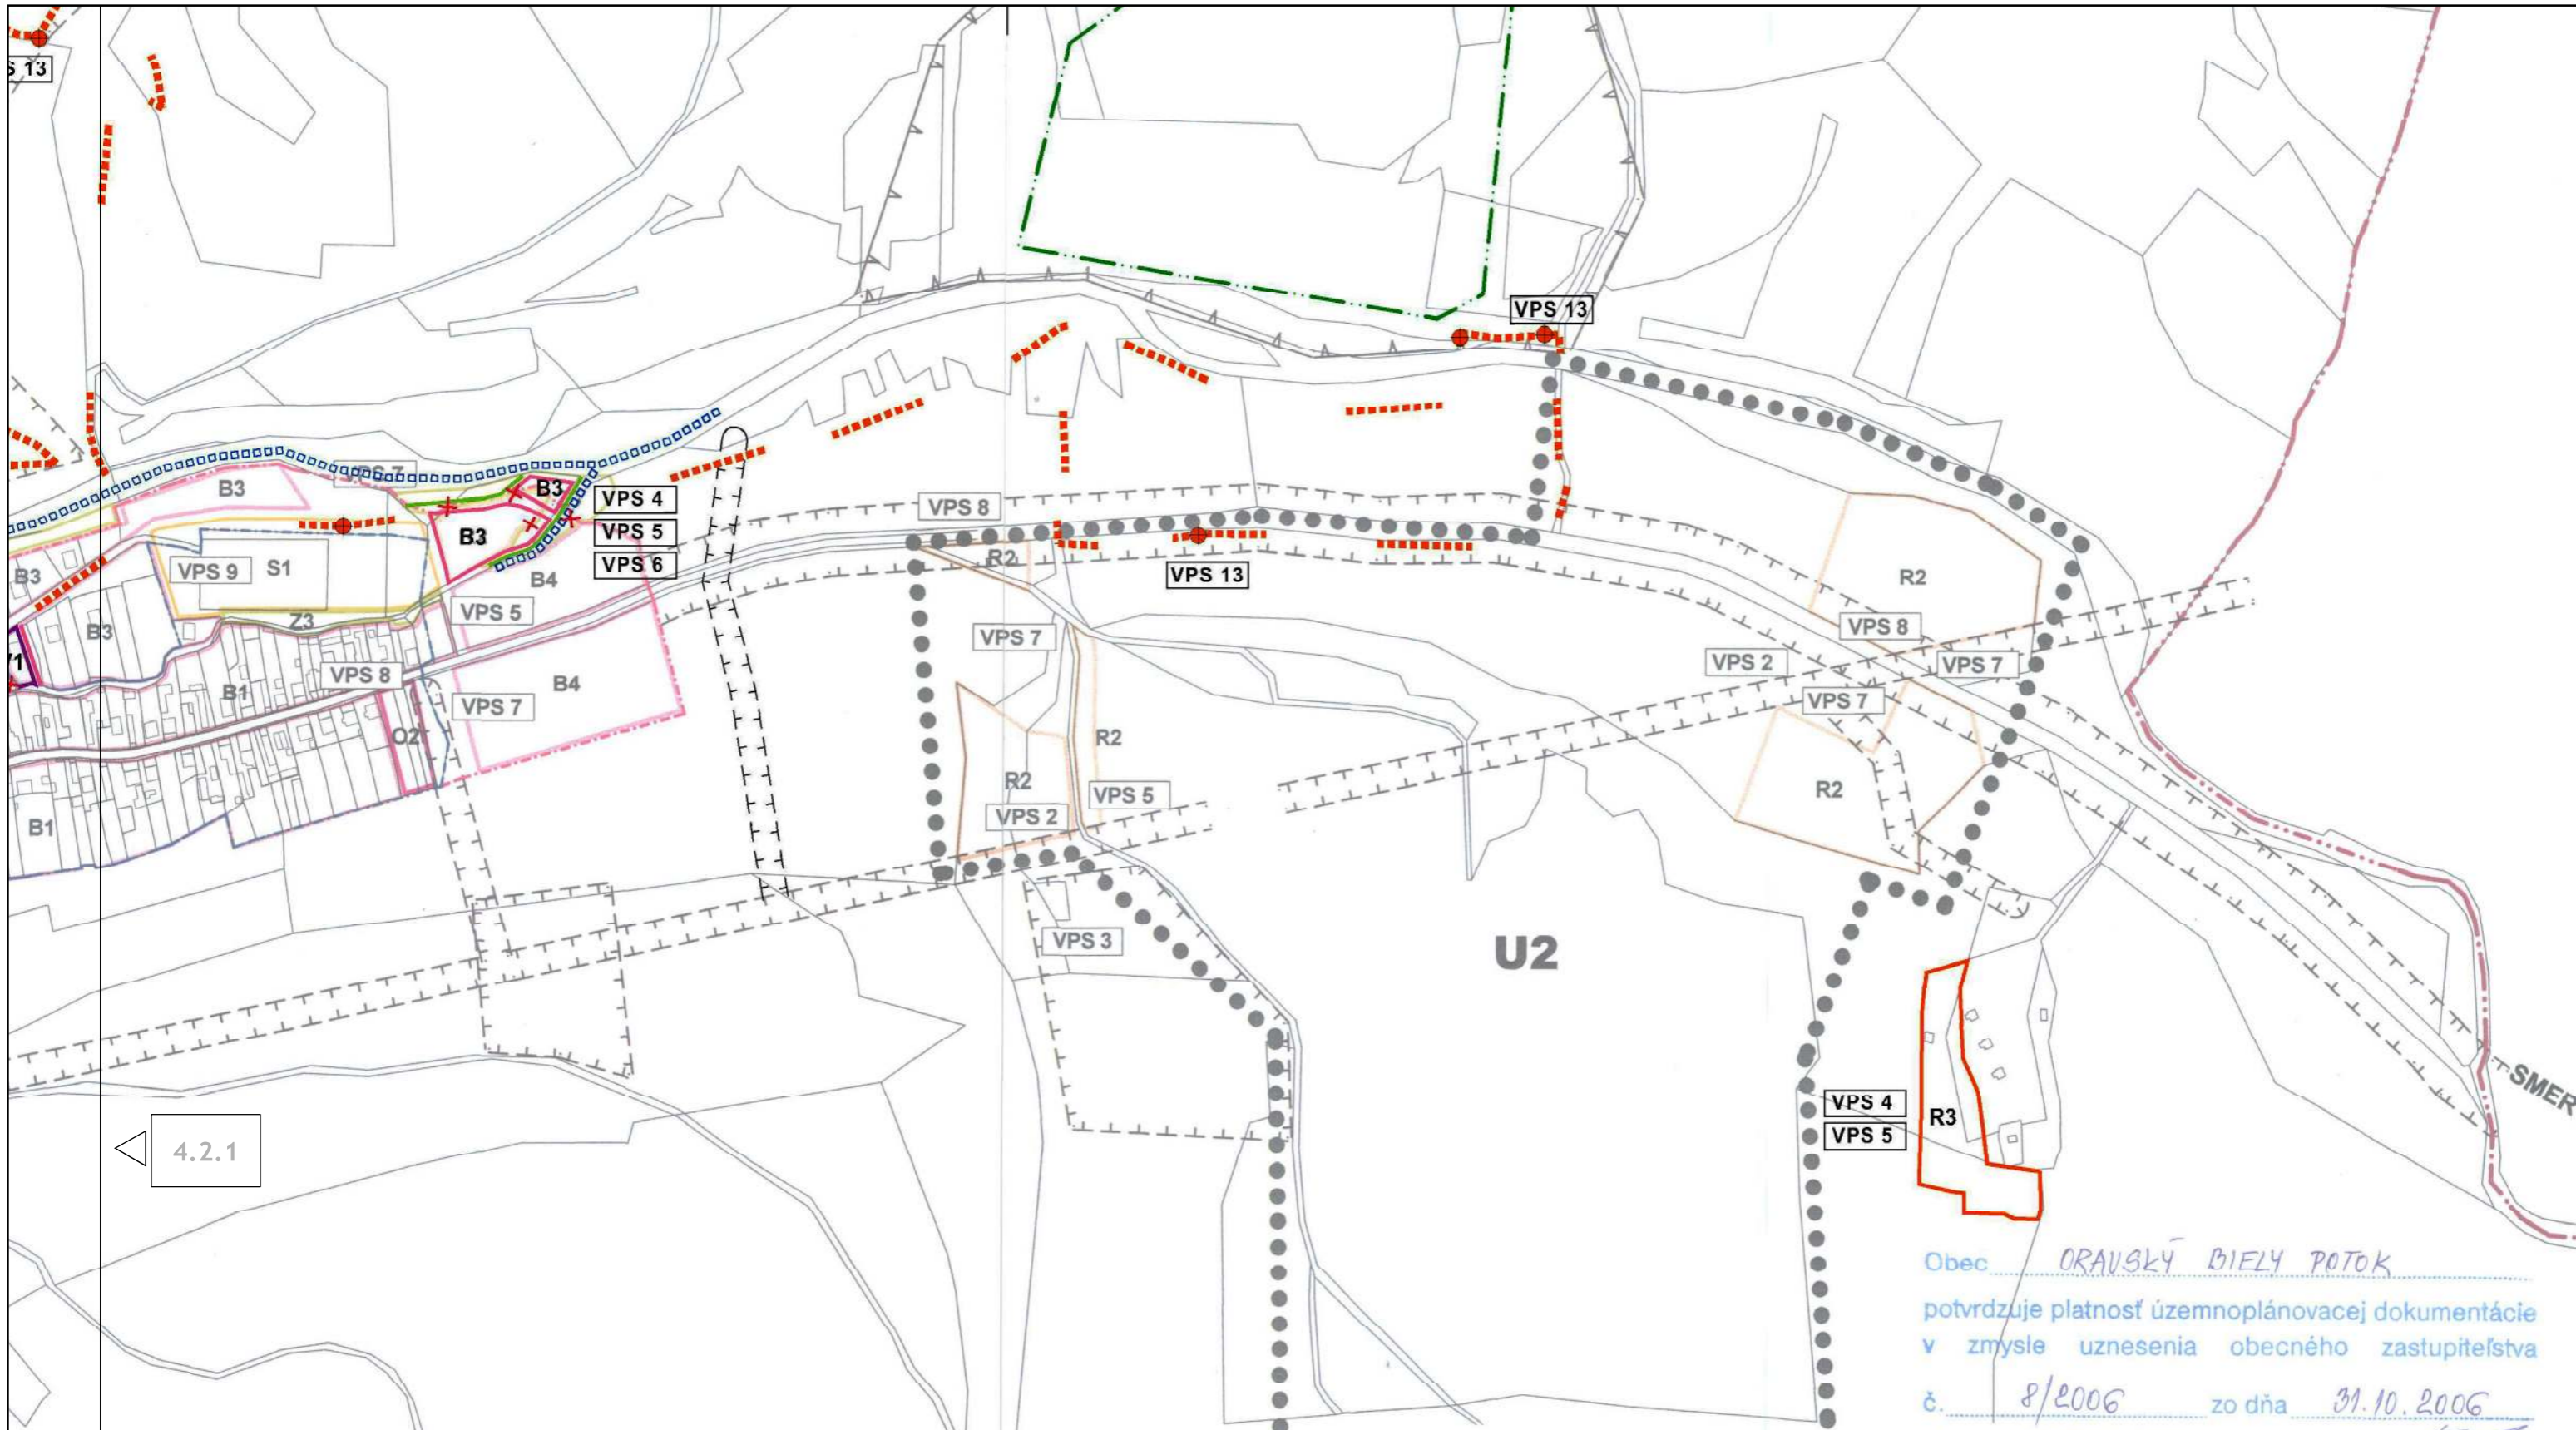 S 13
VPS 13
VPS 7
B3
B3
VPS 4
VPS 8
VPS 5
B3
VPS 6
R2
VPS 13
R2
B3
VPS 9
S1
B4
VPS 5
Z3
B3
VPS 7
VPS 8
VPS 2
VPS 7
VPS 7
VPS 8
B1
B4
VPS 7
O2
R2
R2
VPS 5
R2
VPS 2
B1
VPS 3
U2
SMER
VPS 4
R3
VPS 5
4.2.1
Obec ORAVSKÝ BIELY POTOK
potvrdzuje platnosť územnoplánovacej dokumentácie
v zmysle uznesenia obecného zastupiteľstva
č. 8/2006 zo dňa 31.10.2006